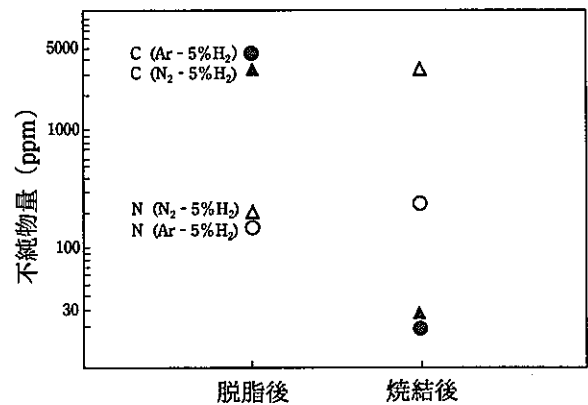 不純物量 (ppm)
5000
1000
100
30
C (Ar - 5%H₂)
C (N₂ - 5%H₂)
N (N₂ - 5%H₂)
N (Ar - 5%H₂)
脱脂後
焼結後